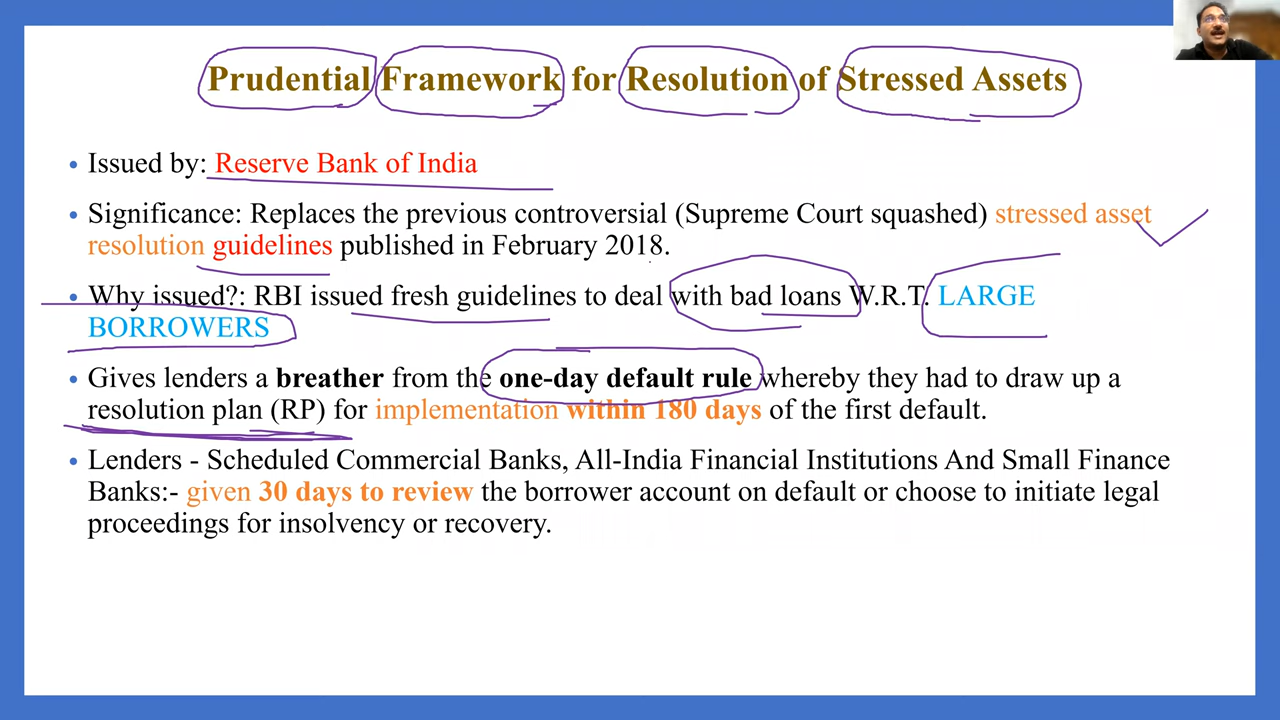 Prudential Framework for Resolution of Stressed Assets
• Issued by: Reserve Bank of India
• Significance: Replaces the previous controversial (Supreme Court squashed) stressed asset
resolution guidelines published in February 2018.
• Why issued?: RBI issued fresh guidelines to deal with bad loans W.R.T. LARGE
BORROWERS
• Gives lenders a breather from the one-day default rule whereby they had to draw up a
resolution plan (RP) for implementation within 180 days of the first default.
• Lenders - Scheduled Commercial Banks, All-India Financial Institutions And Small Finance
Banks:- given 30 days to review the borrower account on default or choose to initiate legal
proceedings for insolvency or recovery.